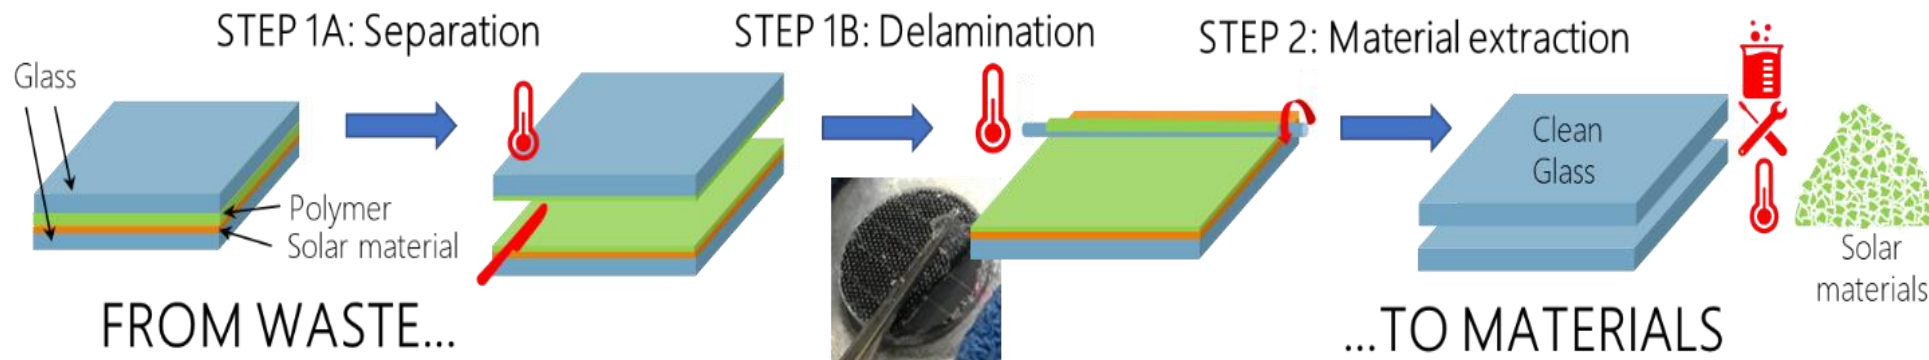 STEP 1A: Separation
STEP 1B: Delamination
STEP 2: Material extraction
Glass
Polymer
Solar material
Clean
Glass
Solar
materials
FROM WASTE...
...TO MATERIALS